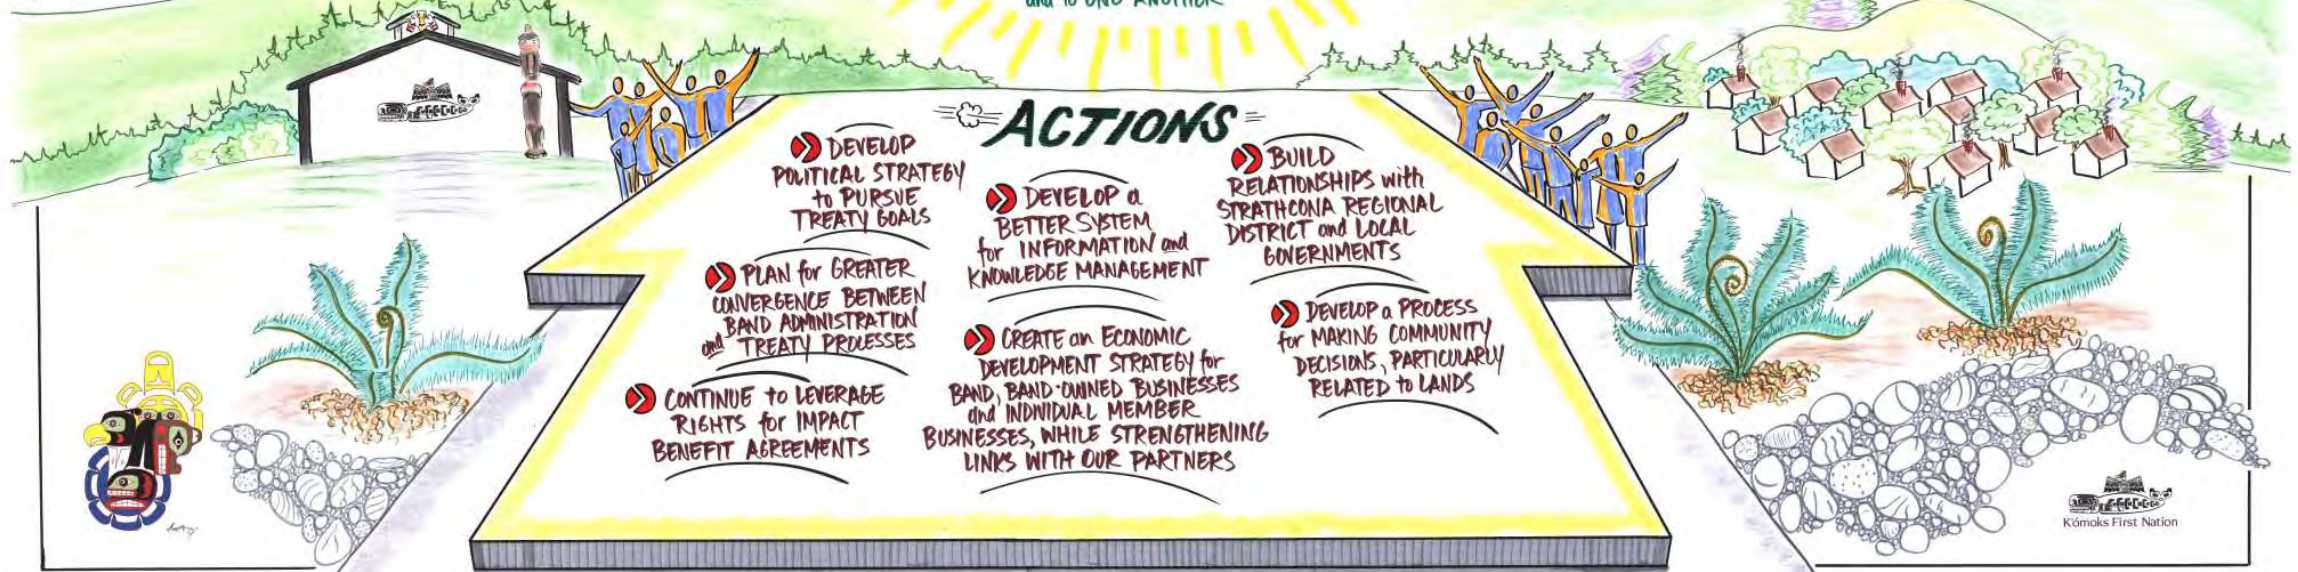 and to ONE ANOTHER
ACTIONS
DEVELOP
POLITICAL STRATEGY
to PURSUE
TREATY GOALS
PLAN for GREATER
CONVERGENCE BETWEEN
BAND ADMINISTRATION
and TREATY PROCESSES
CONTINUE to LEVERAGE
RIGHTS for IMPACT
BENEFIT AGREEMENTS
DEVELOP a
BETTER SYSTEM
for INFORMATION and
KNOWLEDGE MANAGEMENT
CREATE an ECONOMIC
DEVELOPMENT STRATEGY for
BAND, BAND-OWNED BUSINESSES
and INDIVIDUAL MEMBER
BUSINESSES, WHILE STRENGTHENING
LINKS WITH OUR PARTNERS
BUILD
RELATIONSHIPS with
STRATHCONA REGIONAL
DISTRICT and LOCAL
GOVERNMENTS
DEVELOP a PROCESS
for MAKING COMMUNITY
DECISIONS, PARTICULARLY
RELATED to LANDS
K'ómoks First Nation